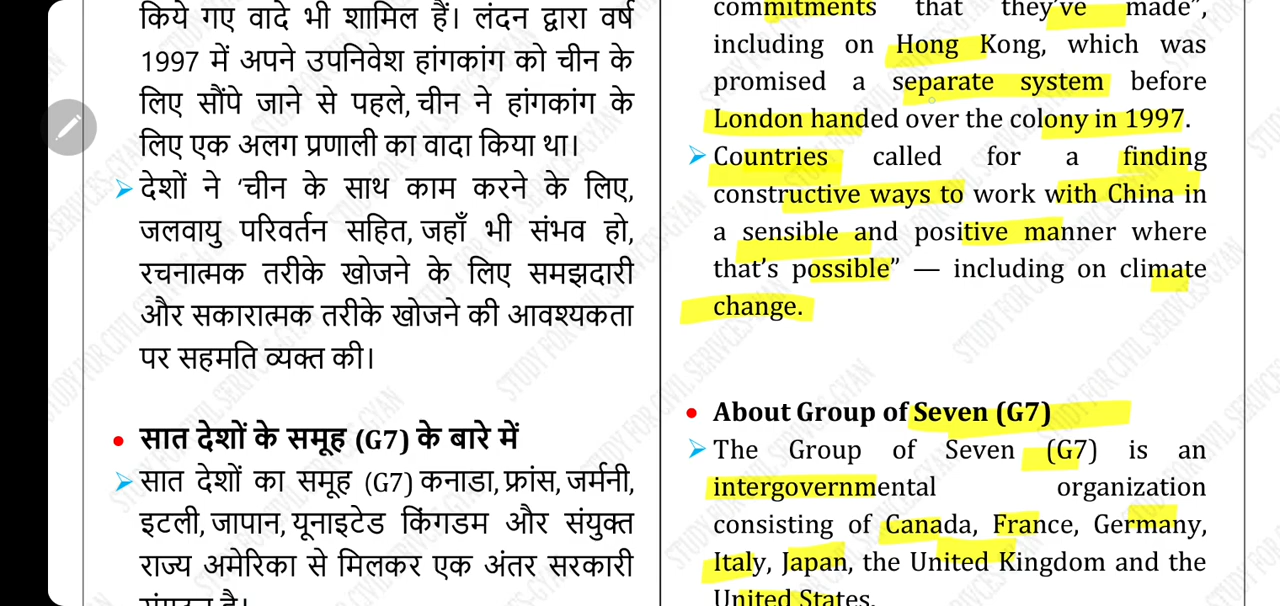 किये गए वादे भी शामिल हैं। लंदन द्वारा वर्ष
1997 में अपने उपनिवेश हांगकांग को चीन के
लिए सौंपे जाने से पहले, चीन ने हांगकांग के
लिए एक अलग प्रणाली का वादा किया था।
देशों ने ‘चीन के साथ काम करने के लिए,
जलवायु परिवर्तन सहित, जहाँ भी संभव हो,
रचनात्मक तरीके खोजने के लिए समझदारी
और सकारात्मक तरीके खोजने की आवश्यकता
पर सहमति व्यक्त की।
सात देशों के समूह (G7) के बारे में
सात देशों का समूह (G7) कनाडा, फ्रांस, जर्मनी,
इटली, जापान, यूनाइटेड किंगडम और संयुक्त
राज्य अमेरिका से मिलकर एक अंतर सरकारी
संगठन है।
commitments that they’ve made”,
including on Hong Kong, which was
promised a separate system before
London handed over the colony in 1997.
Countries called for a finding
constructive ways to work with China in
a sensible and positive manner where
that’s possible” — including on climate
change.
About Group of Seven (G7)
The Group of Seven (G7) is an
intergovernmental organization
consisting of Canada, France, Germany,
Italy, Japan, the United Kingdom and the
United States.